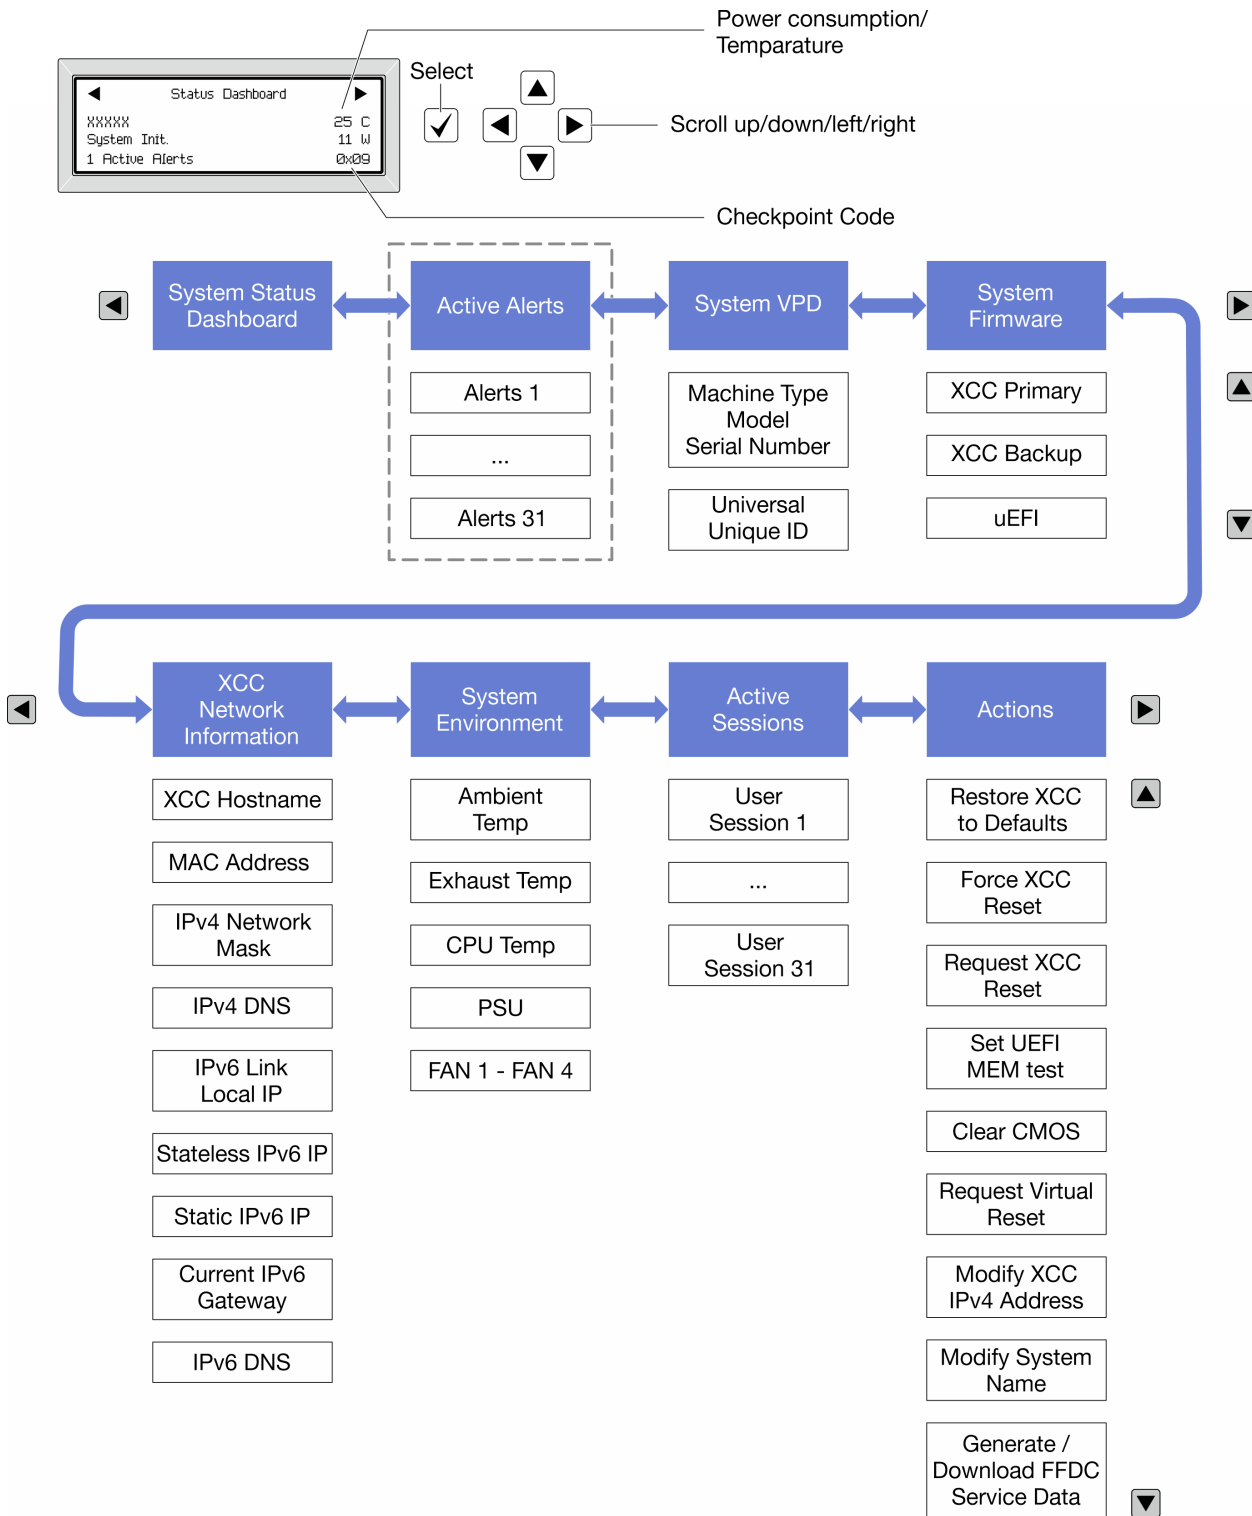 Power consumption/
Temparature
Select
Status Dashboard
XXXXX 25 C
System Init. 11 W
1 Active Alerts 0x09
Scroll up/down/left/right
Checkpoint Code
System Status
Dashboard
Active Alerts
System VPD
System
Firmware
Alerts 1
...
Alerts 31
Machine Type
Model
Serial Number
Universal
Unique ID
XCC Primary
XCC Backup
uEFI
XCC
Network
Information
System
Environment
Active
Sessions
Actions
XCC Hostname
MAC Address
IPv4 Network
Mask
IPv4 DNS
IPv6 Link
Local IP
Stateless IPv6 IP
Static IPv6 IP
Current IPv6
Gateway
IPv6 DNS
Ambient
Temp
Exhaust Temp
CPU Temp
PSU
FAN 1 - FAN 4
User
Session 1
...
User
Session 31
Restore XCC
to Defaults
Force XCC
Reset
Request XCC
Reset
Set UEFI
MEM test
Clear CMOS
Request Virtual
Reset
Modify XCC
IPv4 Address
Modify System
Name
Generate /
Download FFDC
Service Data